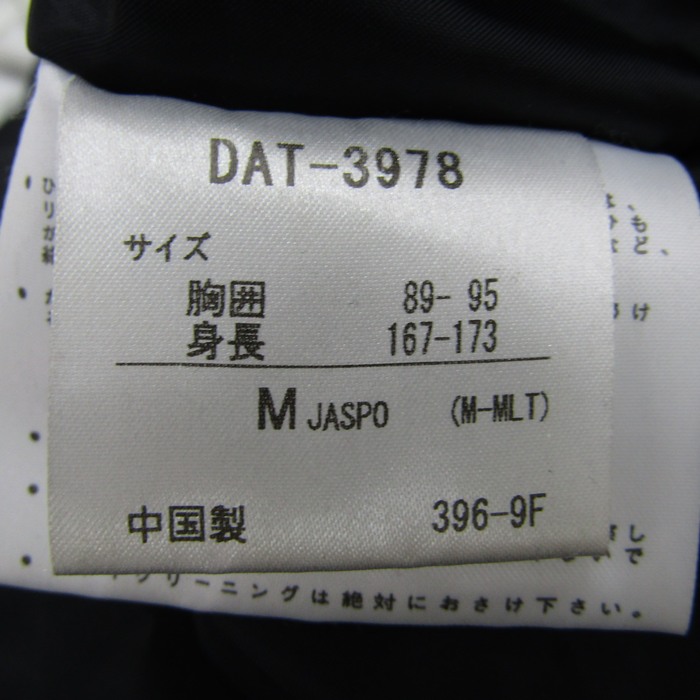 DAT-3978
サイズ
胸囲 89- 95
身長 167-173
M JASPO (M-MLT)
中国製 396-9F
クリーニングは絶対におさけ下さい。